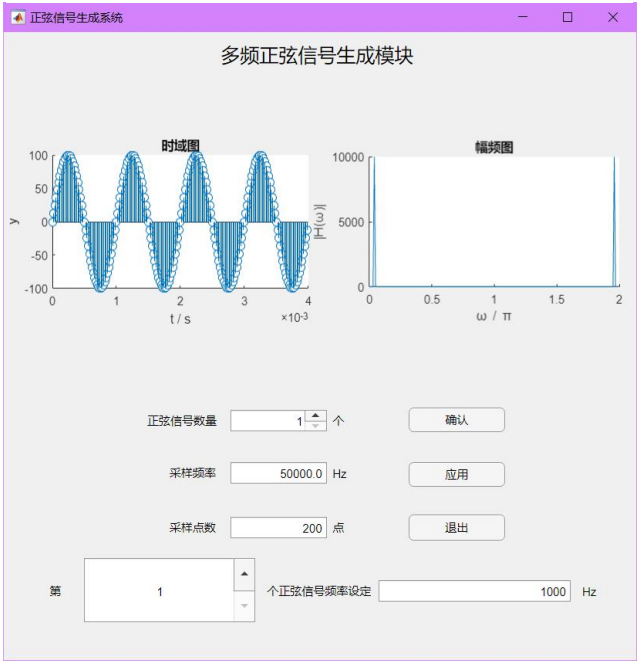 正弦信号生成系统
多频正弦信号生成模块
时域图
100
50
0
-50
-100
y
0 1 2 3 4
t / s
×10-3
幅频图
10000
5000
0
|H(ω)|
0 0.5 1 1.5 2
ω / π
正弦信号数量 1 个 确认
采样频率 50000.0 Hz 应用
采样点数 200 点 退出
第 1 个正弦信号频率设定 1000 Hz